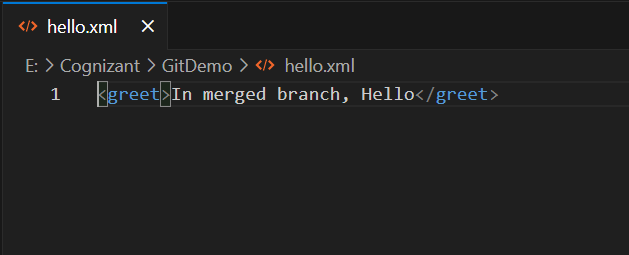 hello.xml
E: > Cognizant > GitDemo > hello.xml
1 <greet>In merged branch, Hello</greet>